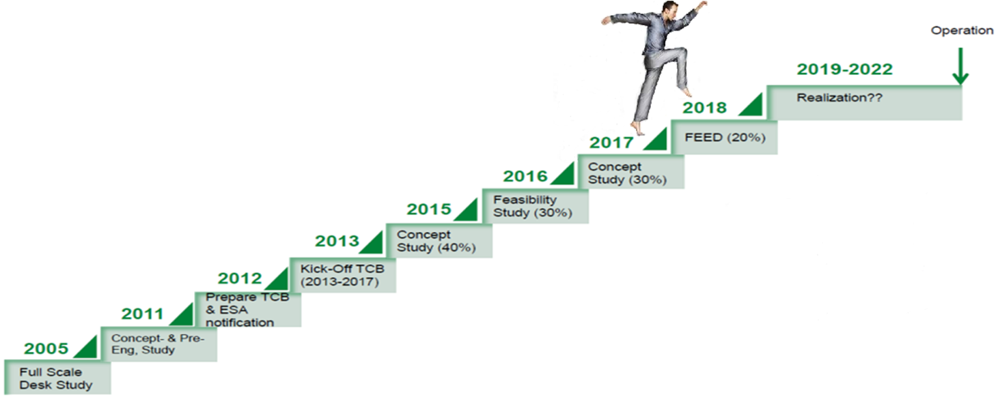 Operation
2019-2022
Realization??
2018
FEED (20%)
2017
Concept
Study (30%)
2016
Feasibility
Study (30%)
2015
Concept
Study (40%)
2013
Kick-Off TCB
(2013-2017)
2012
Prepare TCB
& ESA
notification
2011
Concept- & Pre-
Eng, Study
2005
Full Scale
Desk Study